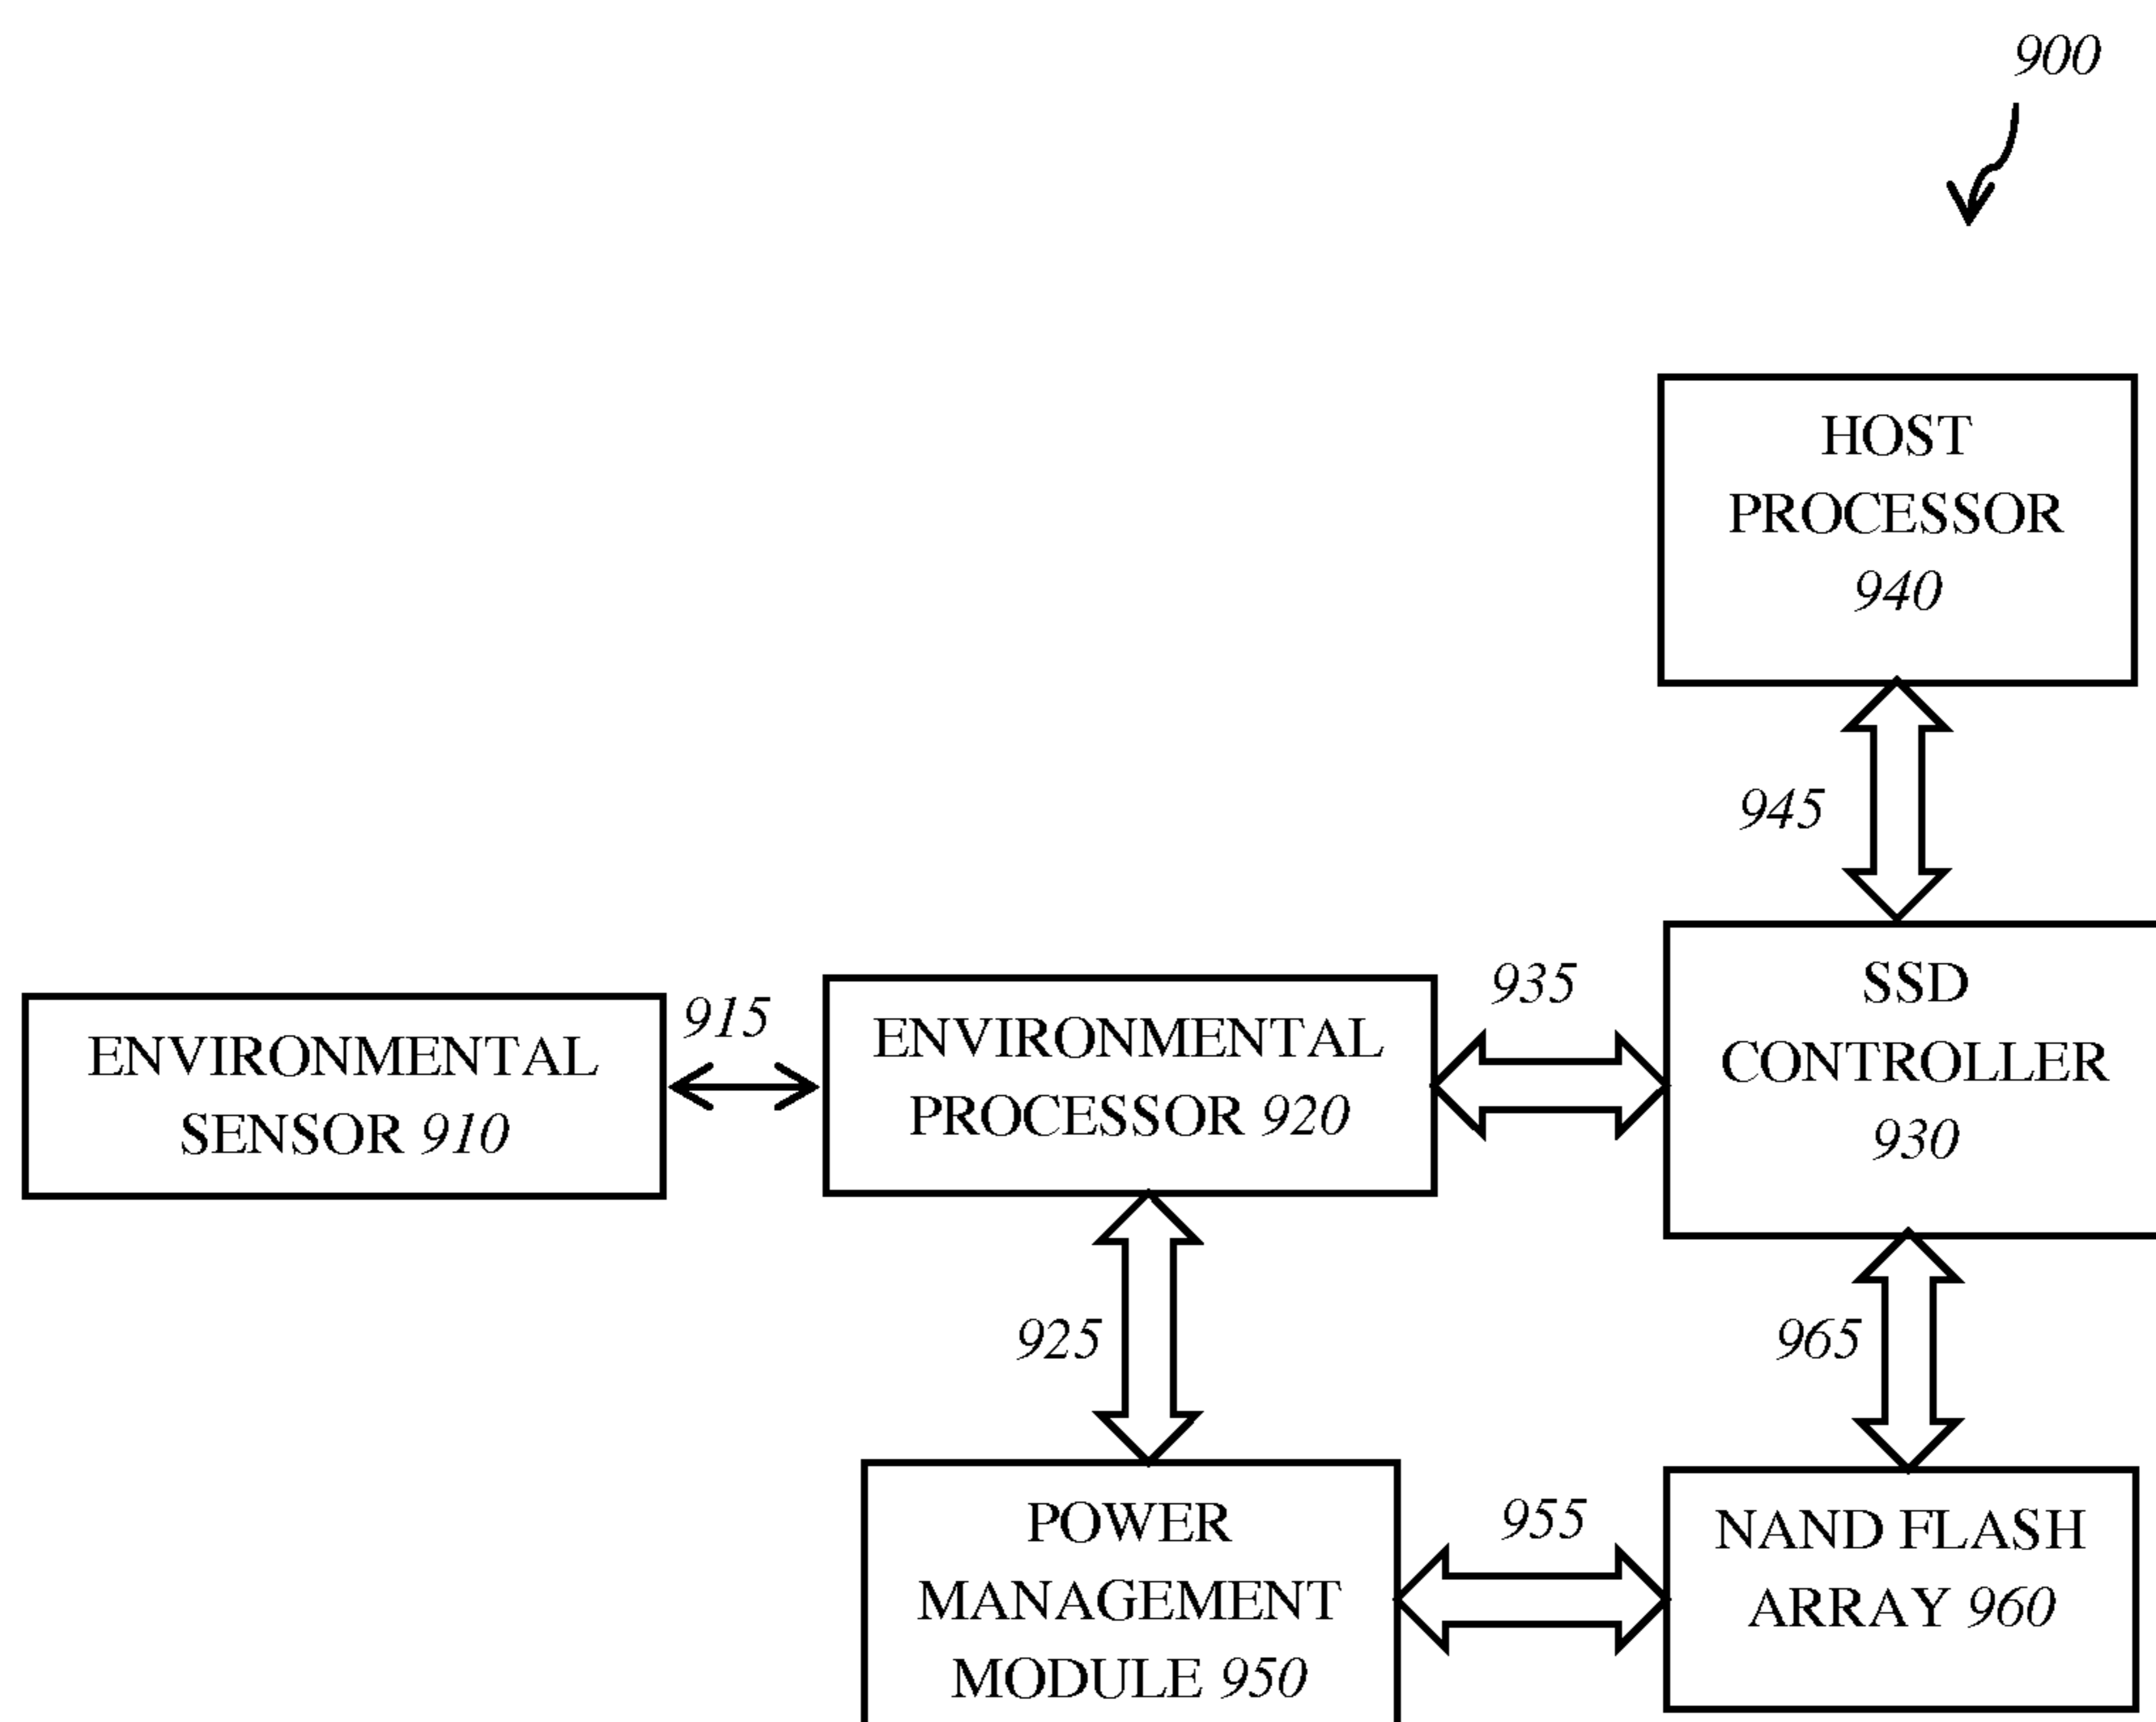 900
HOST
PROCESSOR
940
945
SSD
CONTROLLER
930
935
ENVIRONMENTAL
PROCESSOR 920
915
ENVIRONMENTAL
SENSOR 910
925
965
POWER
MANAGEMENT
MODULE 950
955
NAND FLASH
ARRAY 960